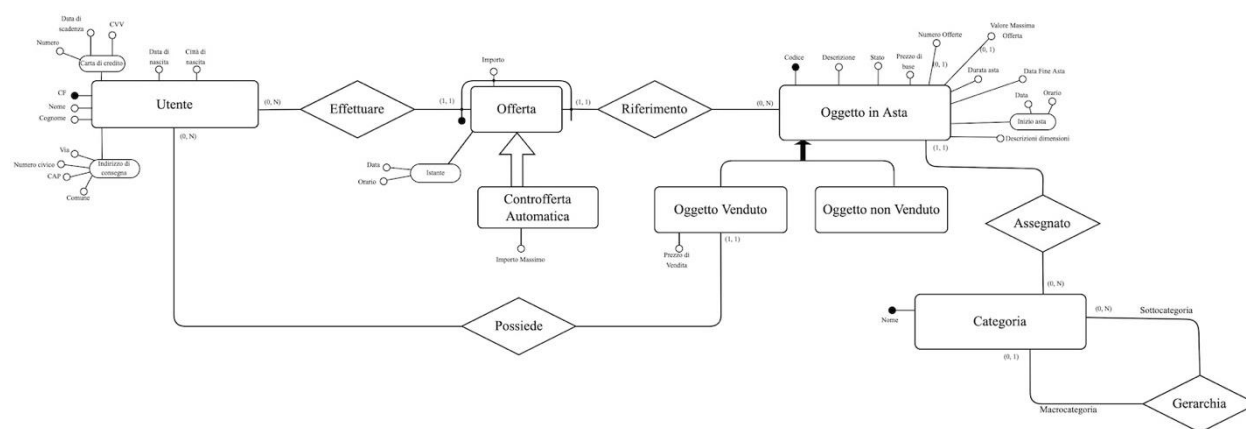 Data di
scadenza
CVV
Numero
Carta di credito
Data di
nascita
Città di
nascita
CF
Nome
Cognome
Utente
(0, N)
(0, N)
Via
Numero civico
CAP
Comune
Indirizzo di
consegna
Effettuare
(1, 1)
Importo
Offerta
(1, 1)
Data
Orario
Istante
Controfferta
Automatica
Importo Massimo
Riferimento
(0, N)
Codice
Descrizione
Stato
Prezzo di
base
Numero Offerte
(0, 1)
Valore Massima
Offerta
(0, 1)
Durata asta
Data Fine Asta
Data
Orario
Inizio asta
Descrizioni dimensioni
Oggetto in Asta
(1, 1)
Oggetto Venduto
(1, 1)
Prezzo di
Vendita
Oggetto non Venduto
Possiede
Assegnato
(0, N)
Nome
Categoria
(0, N)
Sottocategoria
(0, 1)
Macrocategoria
Gerarchia